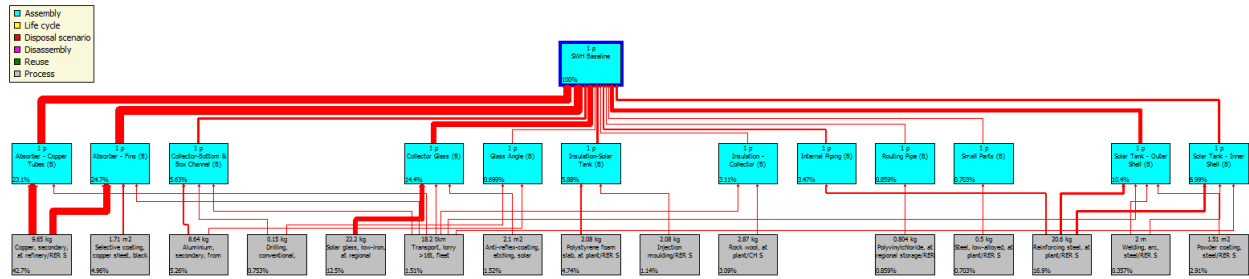 Assembly
Life cycle
Disposal scenario
Disassembly
Reuse
Process
1 p
SWH Baseline
100%
1 p
Absorber - Copper
Tubes (B)
23.1%
1 p
Absorber - Fins (B)
24.7%
1 p
Collector-Bottom &
Box Channel (B)
5.63%
1 p
Collector Glass (B)
14.4%
1 p
Glass Angle (B)
0.699%
1 p
Insulation-Solar
Tank (B)
5.88%
1 p
Insulation -
Collector (B)
3.11%
1 p
Internal Piping (B)
3.47%
1 p
Routing Pipe (B)
0.859%
1 p
Small Parts (B)
0.703%
1 p
Solar Tank - Outer
Shell (B)
10.4%
1 p
Solar Tank - Inner
Shell (B)
6.99%
9.65 kg
Copper, secondary,
at refinery/RER S
42.7%
1.71 m2
Selective coating,
copper sheet, black
4.96%
8.64 kg
Aluminium,
secondary, from
5.26%
0.15 kg
Drilling,
conventional,
0.753%
22.2 kg
Solar glass, low-iron,
at regional
12.5%
18.2 tkm
Transport, lorry
>16t, fleet
1.51%
2.1 m2
Anti-reflex-coating,
etching, solar
1.52%
2.08 kg
Polystyrene foam
slab, at plant/RER S
4.74%
2.08 kg
Injection
moulding/RER S
1.14%
2.87 kg
Rock wool, at
plant/CH S
3.09%
0.804 kg
Polyvinylchloride, at
regional storage/RER
0.859%
0.5 kg
Steel, low-alloyed, at
plant/RER S
0.703%
20.6 kg
Reinforcing steel, at
plant/RER S
16.9%
2 m
Welding, arc,
steel/RER S
0.357%
1.51 m2
Powder coating,
steel/RER S
2.91%